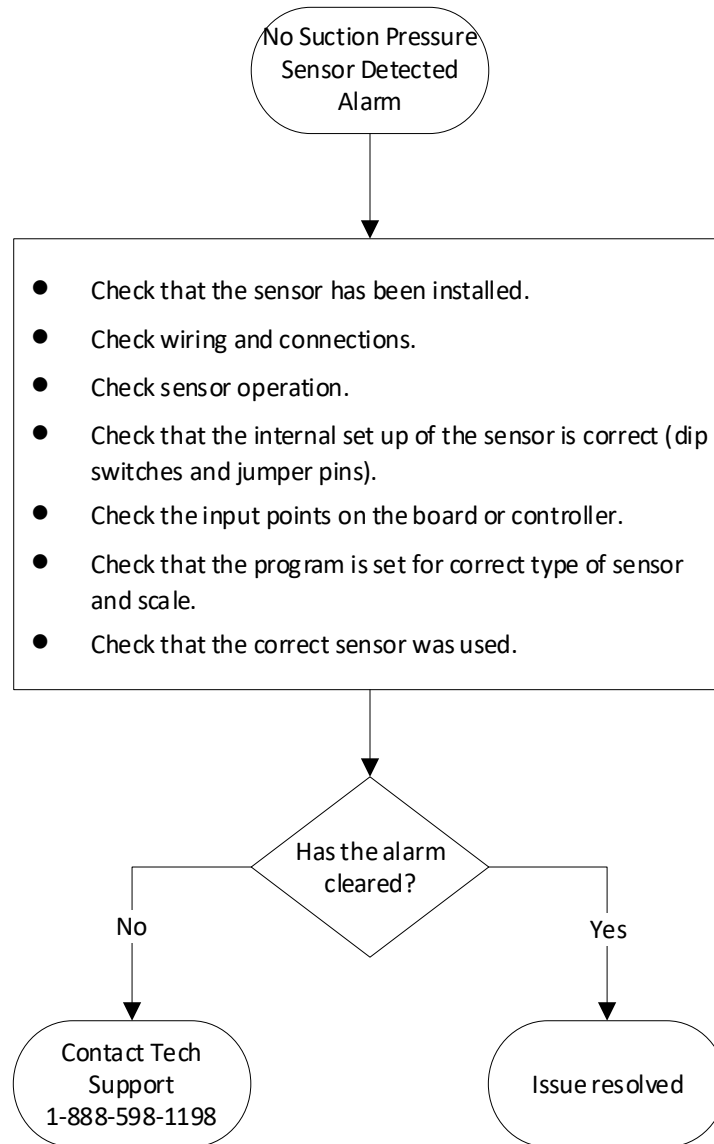 No Suction Pressure
Sensor Detected
Alarm
● Check that the sensor has been installed.
● Check wiring and connections.
● Check sensor operation.
● Check that the internal set up of the sensor is correct (dip
switches and jumper pins).
● Check the input points on the board or controller.
● Check that the program is set for correct type of sensor
and scale.
● Check that the correct sensor was used.
Has the alarm
cleared?
No
Yes
Contact Tech
Support
1-888-598-1198
Issue resolved